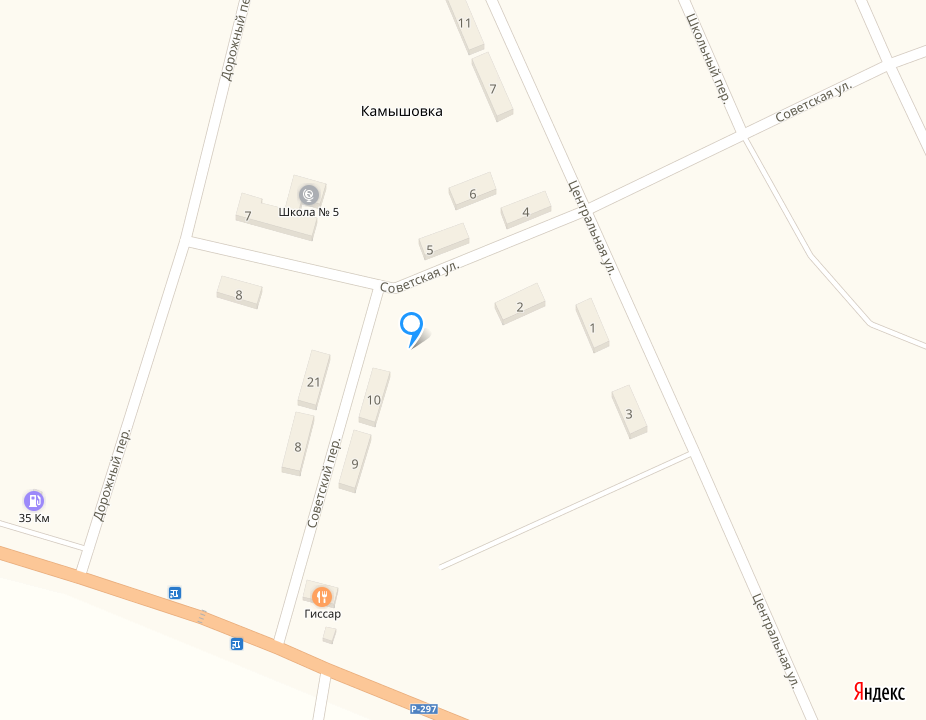 Дорожный пе
11
Школьный пер.
7
Советская ул.
Камышовка
Школа № 5
7
6
4
5
Центральная ул.
Советская ул.
8
2
1
21
10
3
8
9
Дорожный пер.
Советский пер.
35 Км
Гиссар
Центральная ул.
Р-297
Яндекс